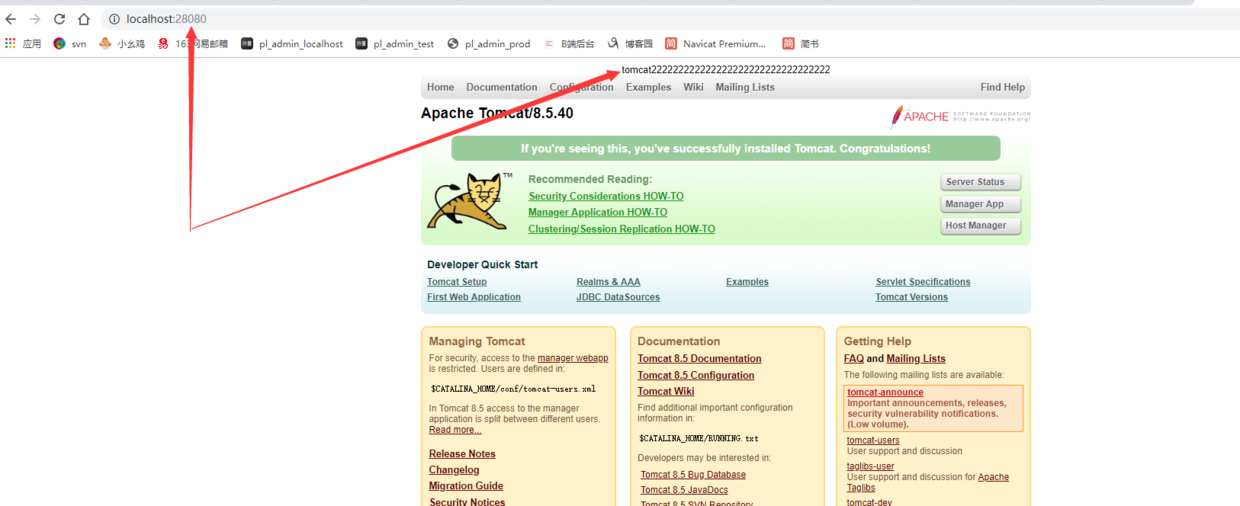 localhost:28080
应用 svn 小幺鸡 163网易邮箱 pl_admin_localhost pl_admin_test pl_admin_prod B端后台 博客园 Navicat Premium... 简书
Home Documentation Configuration Examples Wiki Mailing Lists Find Help
Apache Tomcat/8.5.40
APACHE SOFTWARE FOUNDATION
http://www.apache.org/
If you're seeing this, you've successfully installed Tomcat. Congratulations!
TM
Recommended Reading:
Security Considerations HOW-TO
Manager Application HOW-TO
Clustering/Session Replication HOW-TO
Server Status
Manager App
Host Manager
Developer Quick Start
Tomcat Setup Realms & AAA Examples Servlet Specifications
First Web Application JDBC DataSources Tomcat Versions
Managing Tomcat
For security, access to the manager webapp
is restricted. Users are defined in:
$CATALINA_HOME/conf/tomcat-users.xml
In Tomcat 8.5 access to the manager
application is split between different users.
Read more...
Release Notes
Changelog
Migration Guide
Security Notices
Documentation
Tomcat 8.5 Documentation
Tomcat 8.5 Configuration
Tomcat Wiki
Find additional important configuration
information in:
$CATALINA_HOME/RUNNING.txt
Developers may be interested in:
Tomcat 8.5 Bug Database
Tomcat 8.5 JavaDocs
Tomcat 8.5 SVN Repository
Getting Help
FAQ and Mailing Lists
The following mailing lists are available:
tomcat-announce
Important announcements, releases,
security vulnerability notifications.
(Low volume).
tomcat-users
User support and discussion
taglibs-user
User support and discussion for Apache
Taglibs
tomcat-dev